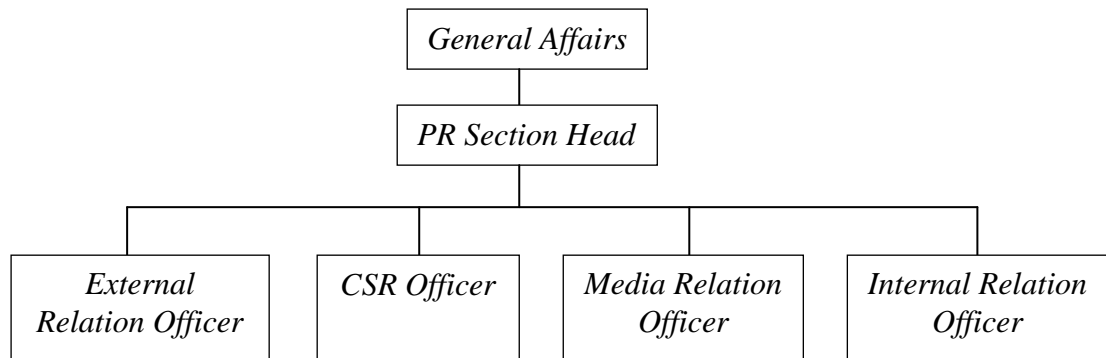 General Affairs
PR Section Head
External
Relation Officer
CSR Officer
Media Relation
Officer
Internal Relation
Officer